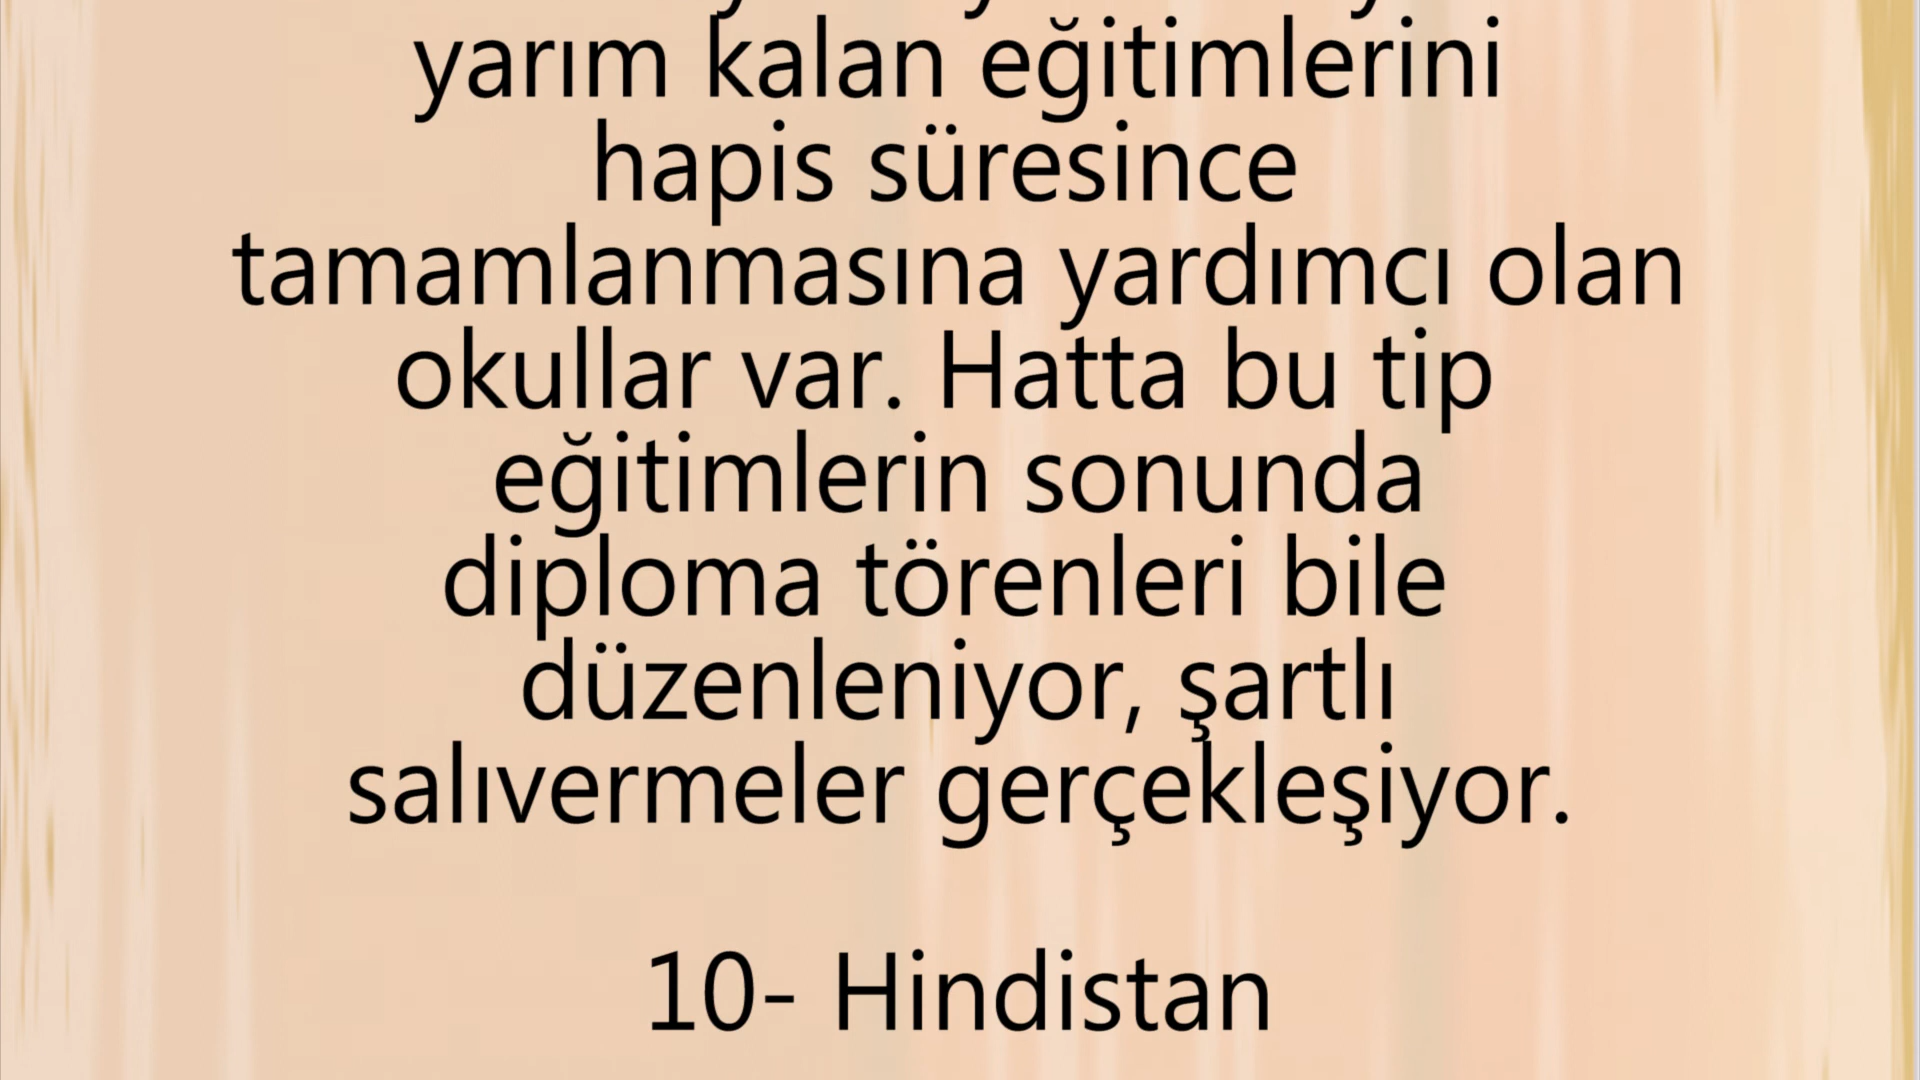 yarım kalan eğitimlerini
hapis süresince
tamamlanmasına yardımcı olan
okullar var. Hatta bu tip
eğitimlerin sonunda
diploma törenleri bile
düzenleniyor, şartlı
salıvermeler gerçekleşiyor.
10- Hindistan